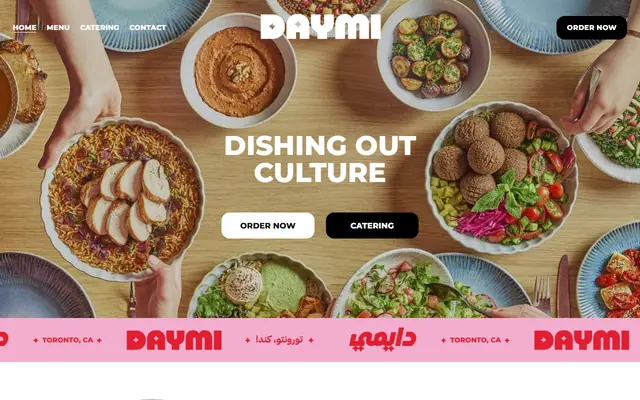 HOME MENU CATERING CONTACT
DAYMI
ORDER NOW
DISHING OUT
CULTURE
ORDER NOW
CATERING
TORONTO, CA
DAYMI
تورونتو، كندا
دايمي
TORONTO, CA
DAYMI